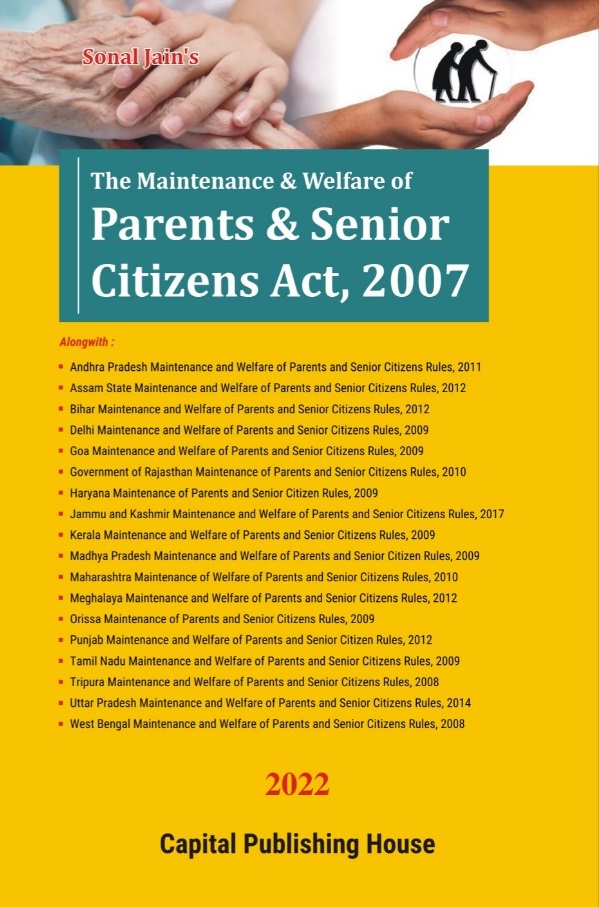 Sonal Jain's
The Maintenance & Welfare of
Parents & Senior
Citizens Act, 2007
Alongwith :
▪ Andhra Pradesh Maintenance and Welfare of Parents and Senior Citizens Rules, 2011
▪ Assam State Maintenance and Welfare of Parents and Senior Citizens Rules, 2012
▪ Bihar Maintenance and Welfare of Parents and Senior Citizens Rules, 2012
▪ Delhi Maintenance and Welfare of Parents and Senior Citizens Rules, 2009
▪ Goa Maintenance and Welfare of Parents and Senior Citizens Rules, 2009
▪ Government of Rajasthan Maintenance of Parents and Senior Citizens Rules, 2010
▪ Haryana Maintenance of Parents and Senior Citizen Rules, 2009
▪ Jammu and Kashmir Maintenance and Welfare of Parents and Senior Citizens Rules, 2017
▪ Kerala Maintenance and Welfare of Parents and Senior Citizens Rules, 2009
▪ Madhya Pradesh Maintenance and Welfare of Parents and Senior Citizen Rules, 2009
▪ Maharashtra Maintenance of Welfare of Parents and Senior Citizens Rules, 2010
▪ Meghalaya Maintenance and Welfare of Parents and Senior Citizens Rules, 2012
▪ Orissa Maintenance of Parents and Senior Citizens Rules, 2009
▪ Punjab Maintenance and Welfare of Parents and Senior Citizen Rules, 2012
▪ Tamil Nadu Maintenance and Welfare of Parents and Senior Citizens Rules, 2009
▪ Tripura Maintenance and Welfare of Parents and Senior Citizens Rules, 2008
▪ Uttar Pradesh Maintenance and Welfare of Parents and Senior Citizens Rules, 2014
▪ West Bengal Maintenance and Welfare of Parents and Senior Citizens Rules, 2008
2022
Capital Publishing House